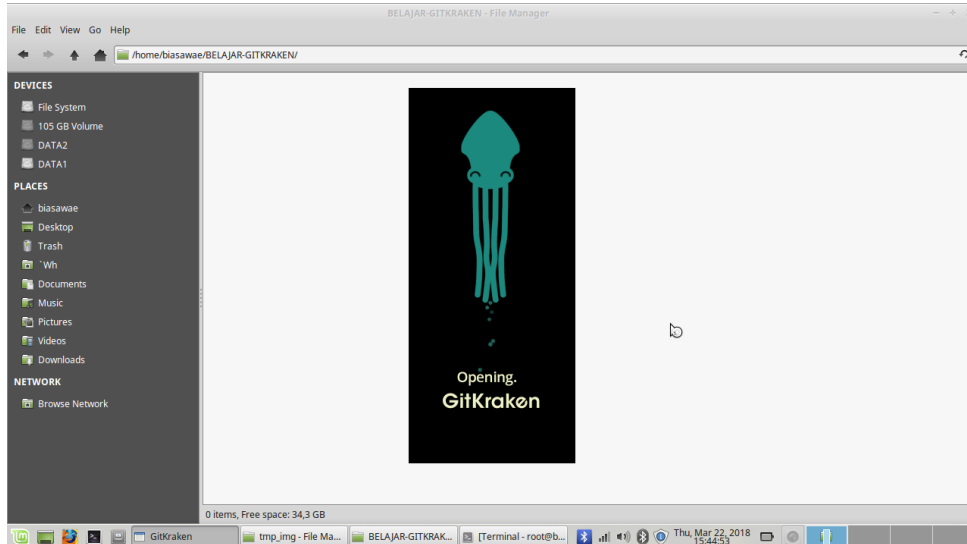 BELAJAR-GITKRAKEN - File Manager
File Edit View Go Help
/home/biasawae/BELAJAR-GITKRAKEN/
DEVICES
File System
105 GB Volume
DATA2
DATA1
PLACES
biasawae
Desktop
Trash
`Wh
Documents
Music
Pictures
Videos
Downloads
NETWORK
Browse Network
Opening.
GitKraken
0 items, Free space: 34,3 GB
GitKraken
tmp_img - File Ma...
BELAJAR-GITKRAK...
[Terminal - root@b...
Thu, Mar 22, 2018
15:44:53